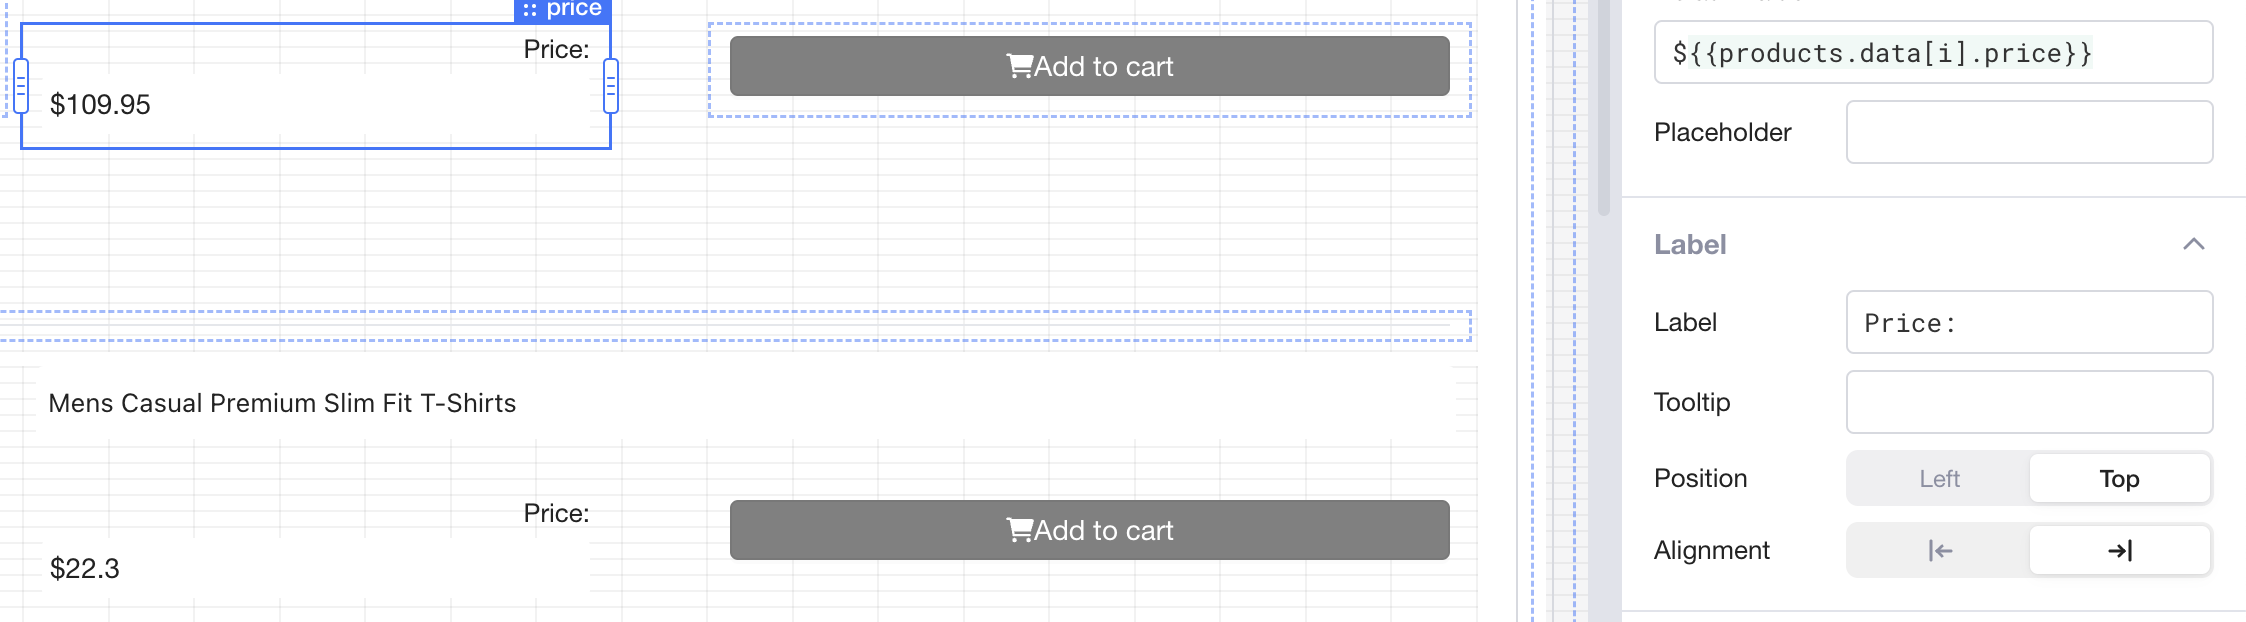 price
Price:
$109.95
Add to cart
Mens Casual Premium Slim Fit T-Shirts
Price:
$22.3
Add to cart
${{products.data[i].price}}
Placeholder
Label
Label
Price:
Tooltip
Position
Left
Top
Alignment